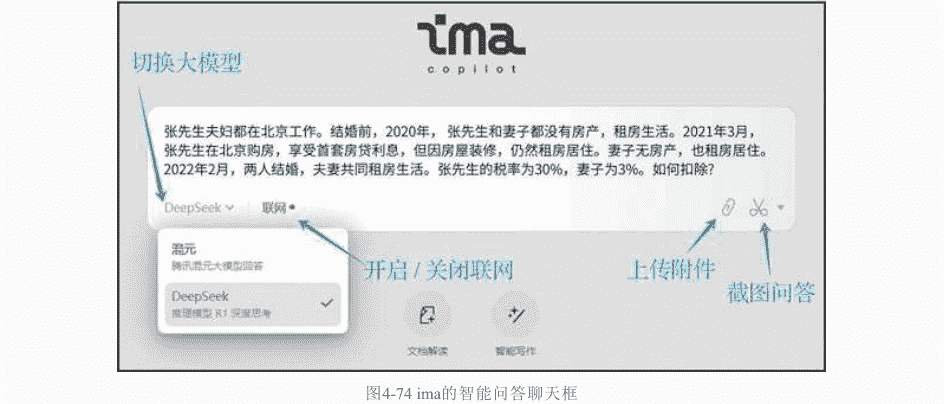 ima
copilot
切换大模型
张先生夫妇都在北京工作。结婚前，2020年， 张先生和妻子都没有房产，租房生活。2021年3月，
张先生在北京购房，享受首套房贷利息，但因房屋装修，仍然租房居住。妻子无房产，也租房居住。
2022年2月，两人结婚，夫妻共同租房生活。张先生的税率为30%，妻子为3%。如何扣除？
DeepSeek 联网
混元
腾讯混元大模型回答
DeepSeek
推理模型 R1 深度思考
开启 / 关闭联网
上传附件
截图问答
文档解读 智能写作
图4-74 ima的智能问答聊天框